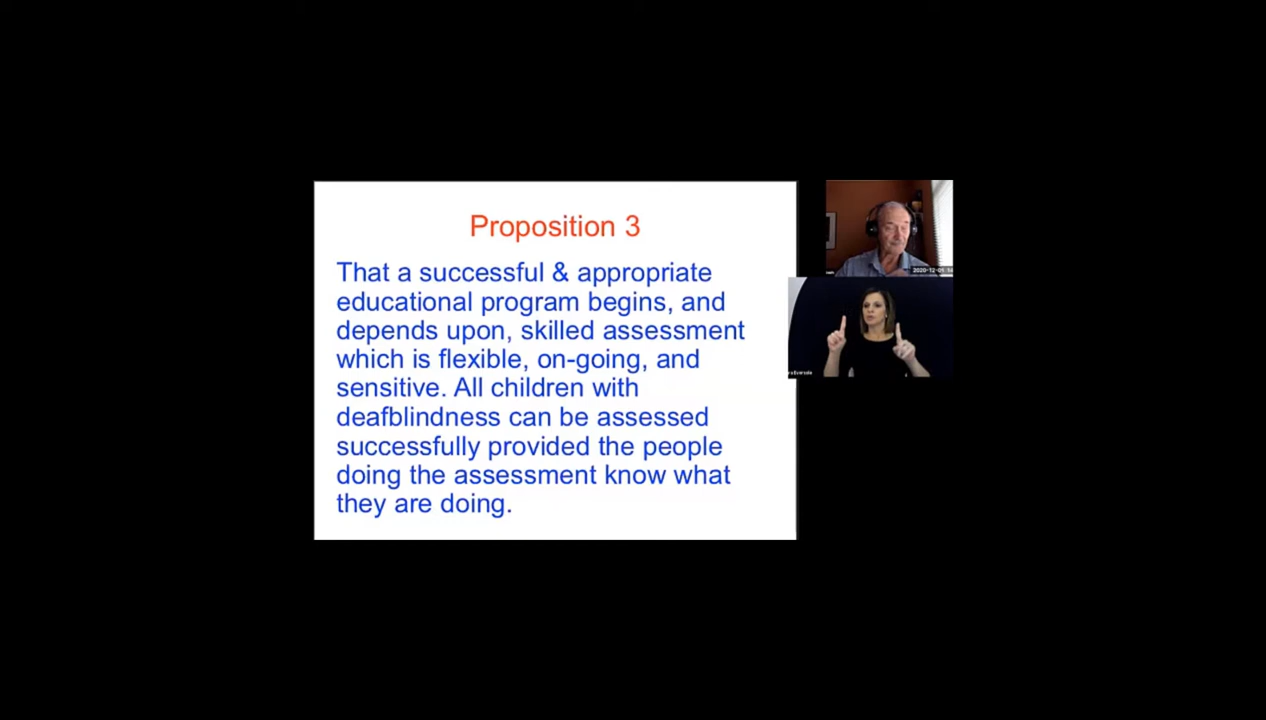 Proposition 3
That a successful & appropriate
educational program begins, and
depends upon, skilled assessment
which is flexible, on-going, and
sensitive. All children with
deafblindness can be assessed
successfully provided the people
doing the assessment know what
they are doing.